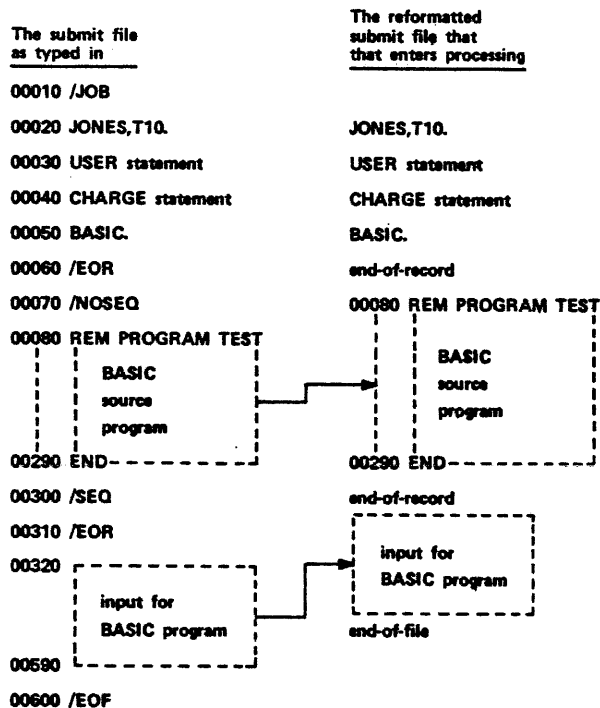 The submit file
as typed in
00010 /JOB
00020 JONES,T10.
00030 USER statement
00040 CHARGE statement
00050 BASIC.
00060 /EOR
00070 /NOSEQ
00080 REM PROGRAM TEST
BASIC
source
program
00290 END
00300 /SEQ
00310 /EOR
00320
input for
BASIC program
00590
00600 /EOF
The reformatted
submit file that
that enters processing
JONES,T10.
USER statement
CHARGE statement
BASIC.
end-of-record
00080 REM PROGRAM TEST
BASIC
source
program
00290 END
end-of-record
input for
BASIC program
end-of-file